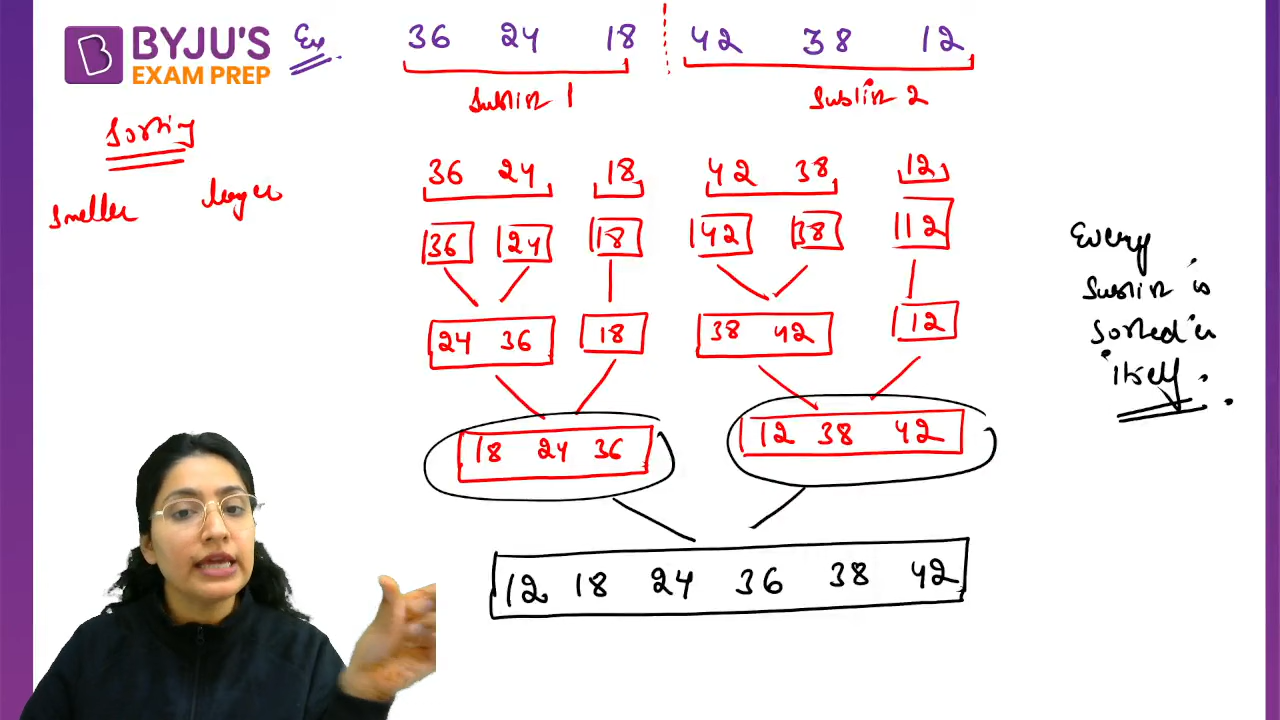 BYJU'S
EXAM PREP
Ex
36 24 18 42 38 12
Sublist 1 Sublist 2
Sorting
Smaller larger
36 24 18 42 38 12
36 24 18 42 38 12
24 36 18 38 42 12
18 24 36 12 38 42
12 18 24 36 38 42
Every
Sublist is
Sorted in
itself.